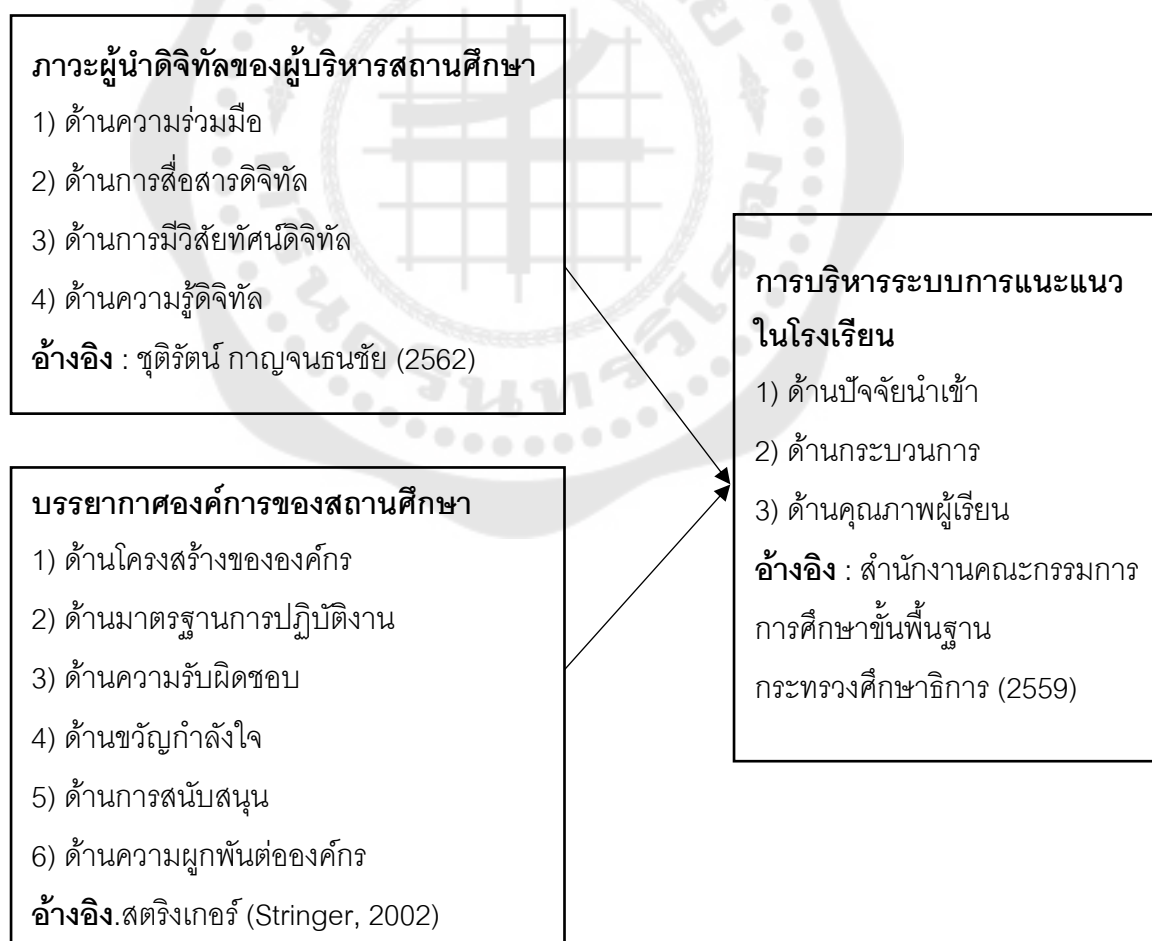 ภาวะผู้นำดิจิทัลของผู้บริหารสถานศึกษา
1) ด้านความร่วมมือ
2) ด้านการสื่อสารดิจิทัล
3) ด้านการมีวิสัยทัศน์ดิจิทัล
4) ด้านความรู้ดิจิทัล
อ้างอิง : ชุติรัตน์ กาญจนธนชัย (2562)
บรรยากาศองค์การของสถานศึกษา
1) ด้านโครงสร้างขององค์กร
2) ด้านมาตรฐานการปฏิบัติงาน
3) ด้านความรับผิดชอบ
4) ด้านขวัญกำลังใจ
5) ด้านการสนับสนุน
6) ด้านความผูกพันต่อองค์กร
อ้างอิง.สตริงเกอร์ (Stringer, 2002)
การบริหารระบบการแนะแนว
ในโรงเรียน
1) ด้านปัจจัยนำเข้า
2) ด้านกระบวนการ
3) ด้านคุณภาพผู้เรียน
อ้างอิง : สำนักงานคณะกรรมการ
การศึกษาขั้นพื้นฐาน
กระทรวงศึกษาธิการ (2559)